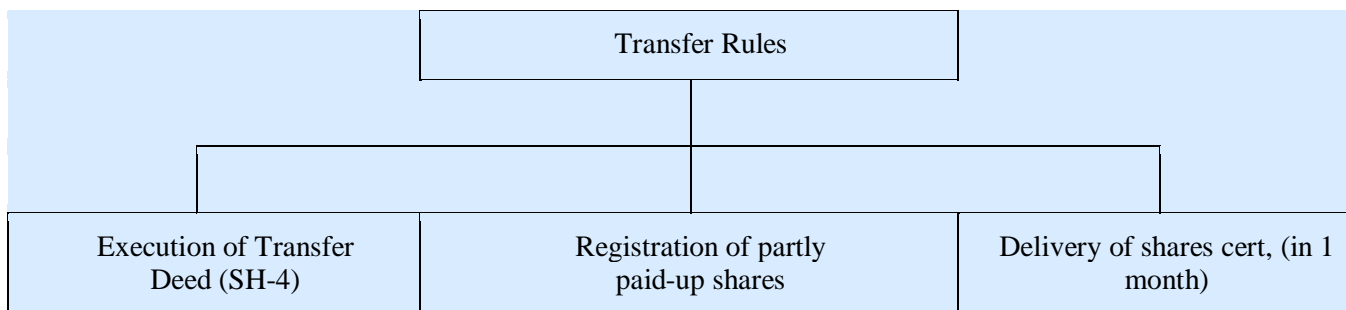 Transfer Rules
Execution of Transfer
Deed (SH-4)
Registration of partly
paid-up shares
Delivery of shares cert, (in 1
month)